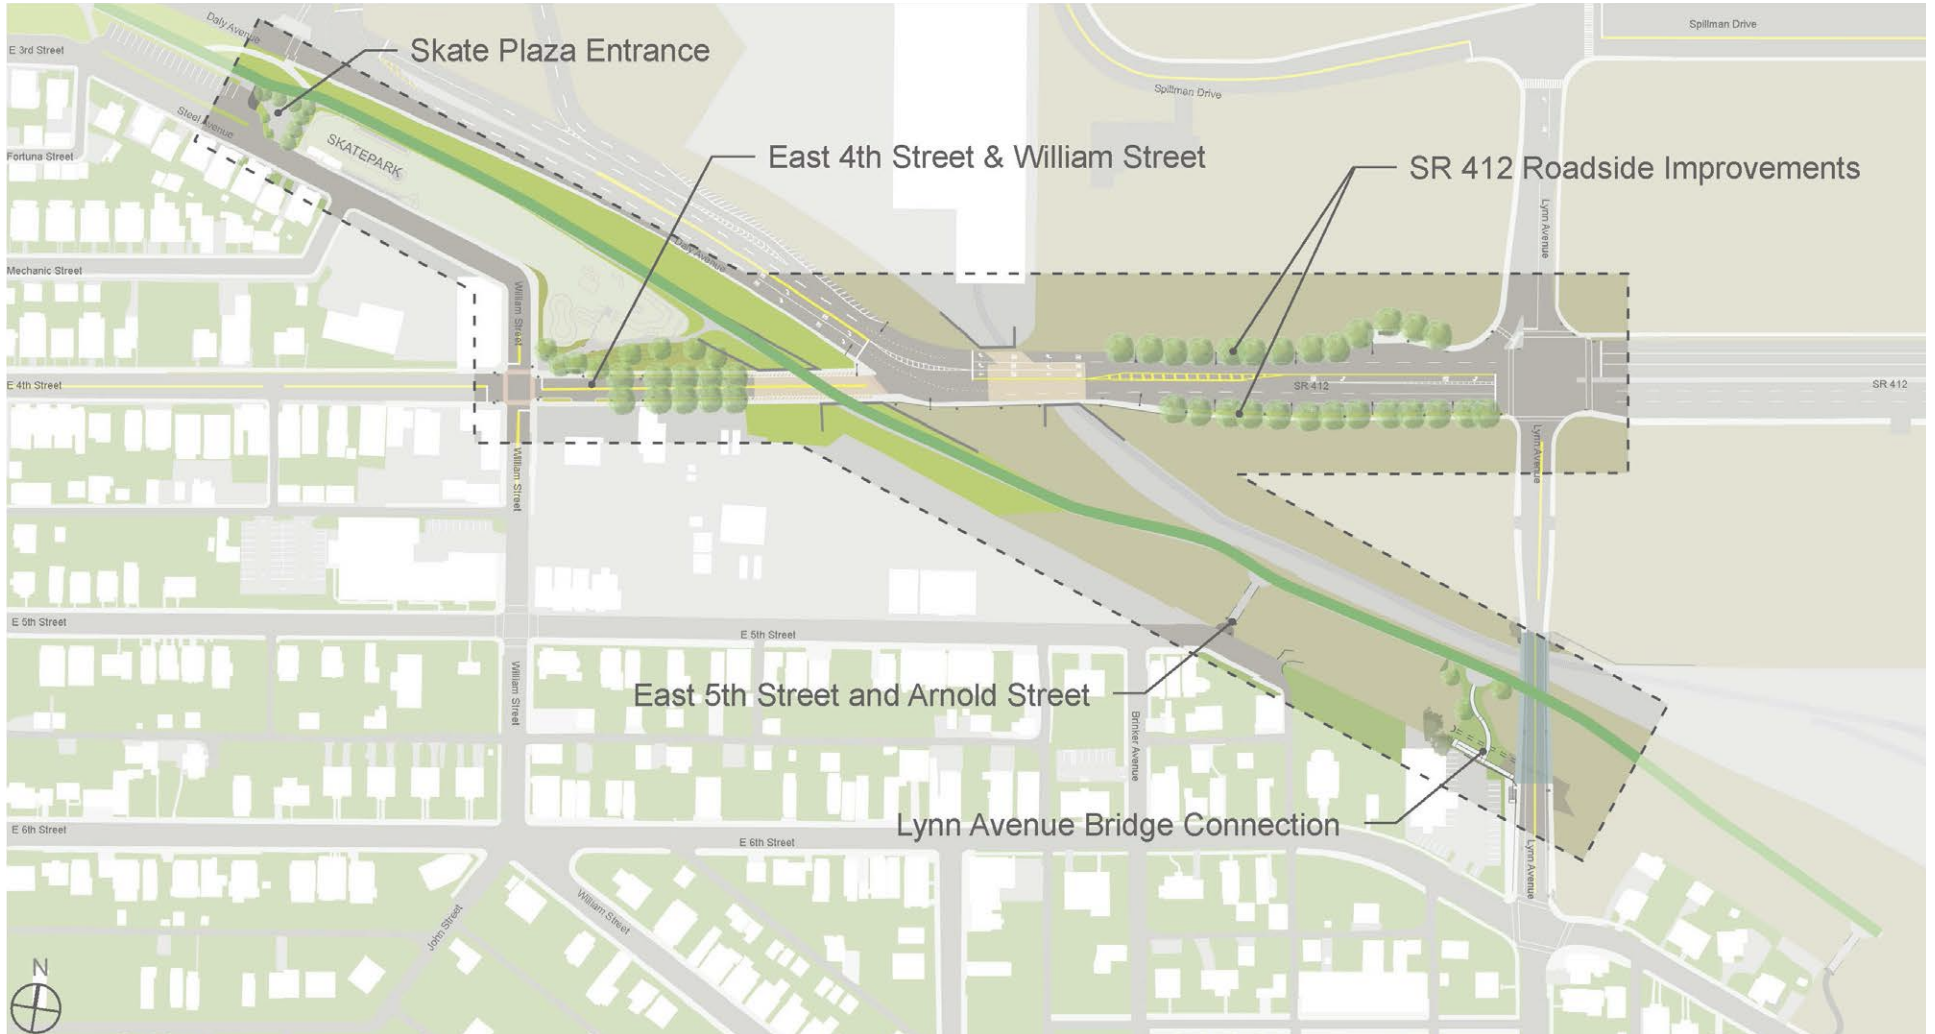 Daly Avenue
Spillman Drive
E 3rd Street
Skate Plaza Entrance
Spillman Drive
Steel Avenue
SKATEPARK
Fortuna Street
East 4th Street & William Street
SR 412 Roadside Improvements
Lynn Avenue
Daly Avenue
Mechanic Street
William Street
E 4th Street
SR 412
SR 412
Lynn Avenue
William Street
E 5th Street
E 5th Street
William Street
East 5th Street and Arnold Street
Brinker Avenue
Lynn Avenue Bridge Connection
E 6th Street
E 6th Street
Lynn Avenue
William Street
John Street
N